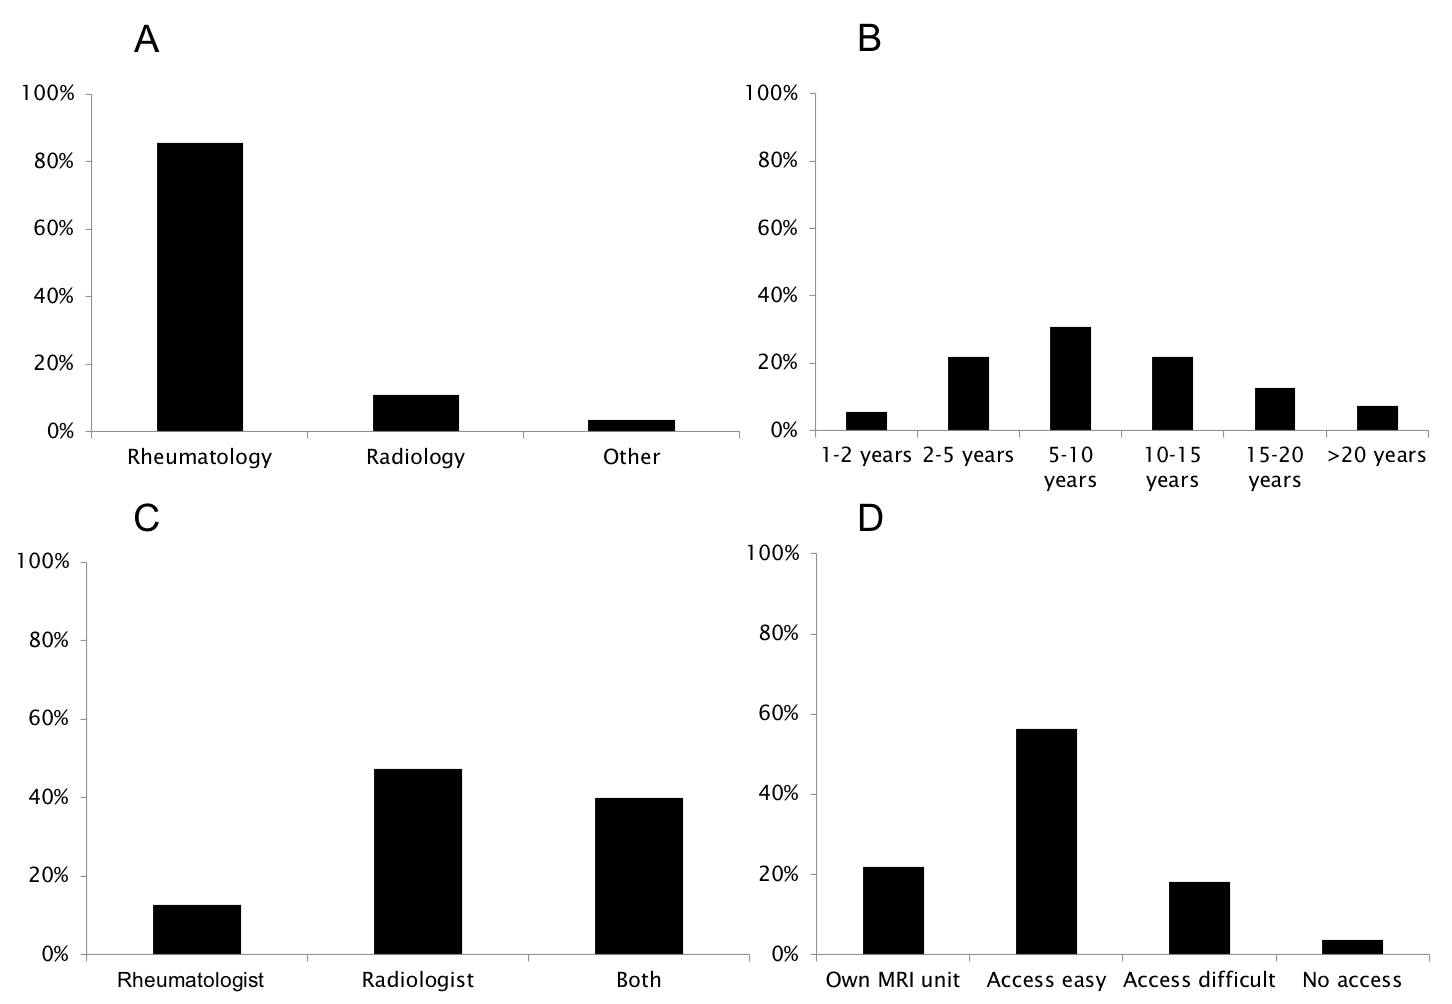 A
100%
80%
60%
40%
20%
0%
Rheumatology Radiology Other
B
100%
80%
60%
40%
20%
0%
1-2 years 2-5 years 5-10 10-15 15-20 >20 years
years years years
C
100%
80%
60%
40%
20%
0%
Rheumatologist Radiologist Both
D
100%
80%
60%
40%
20%
0%
Own MRI unit Access easy Access difficult No access